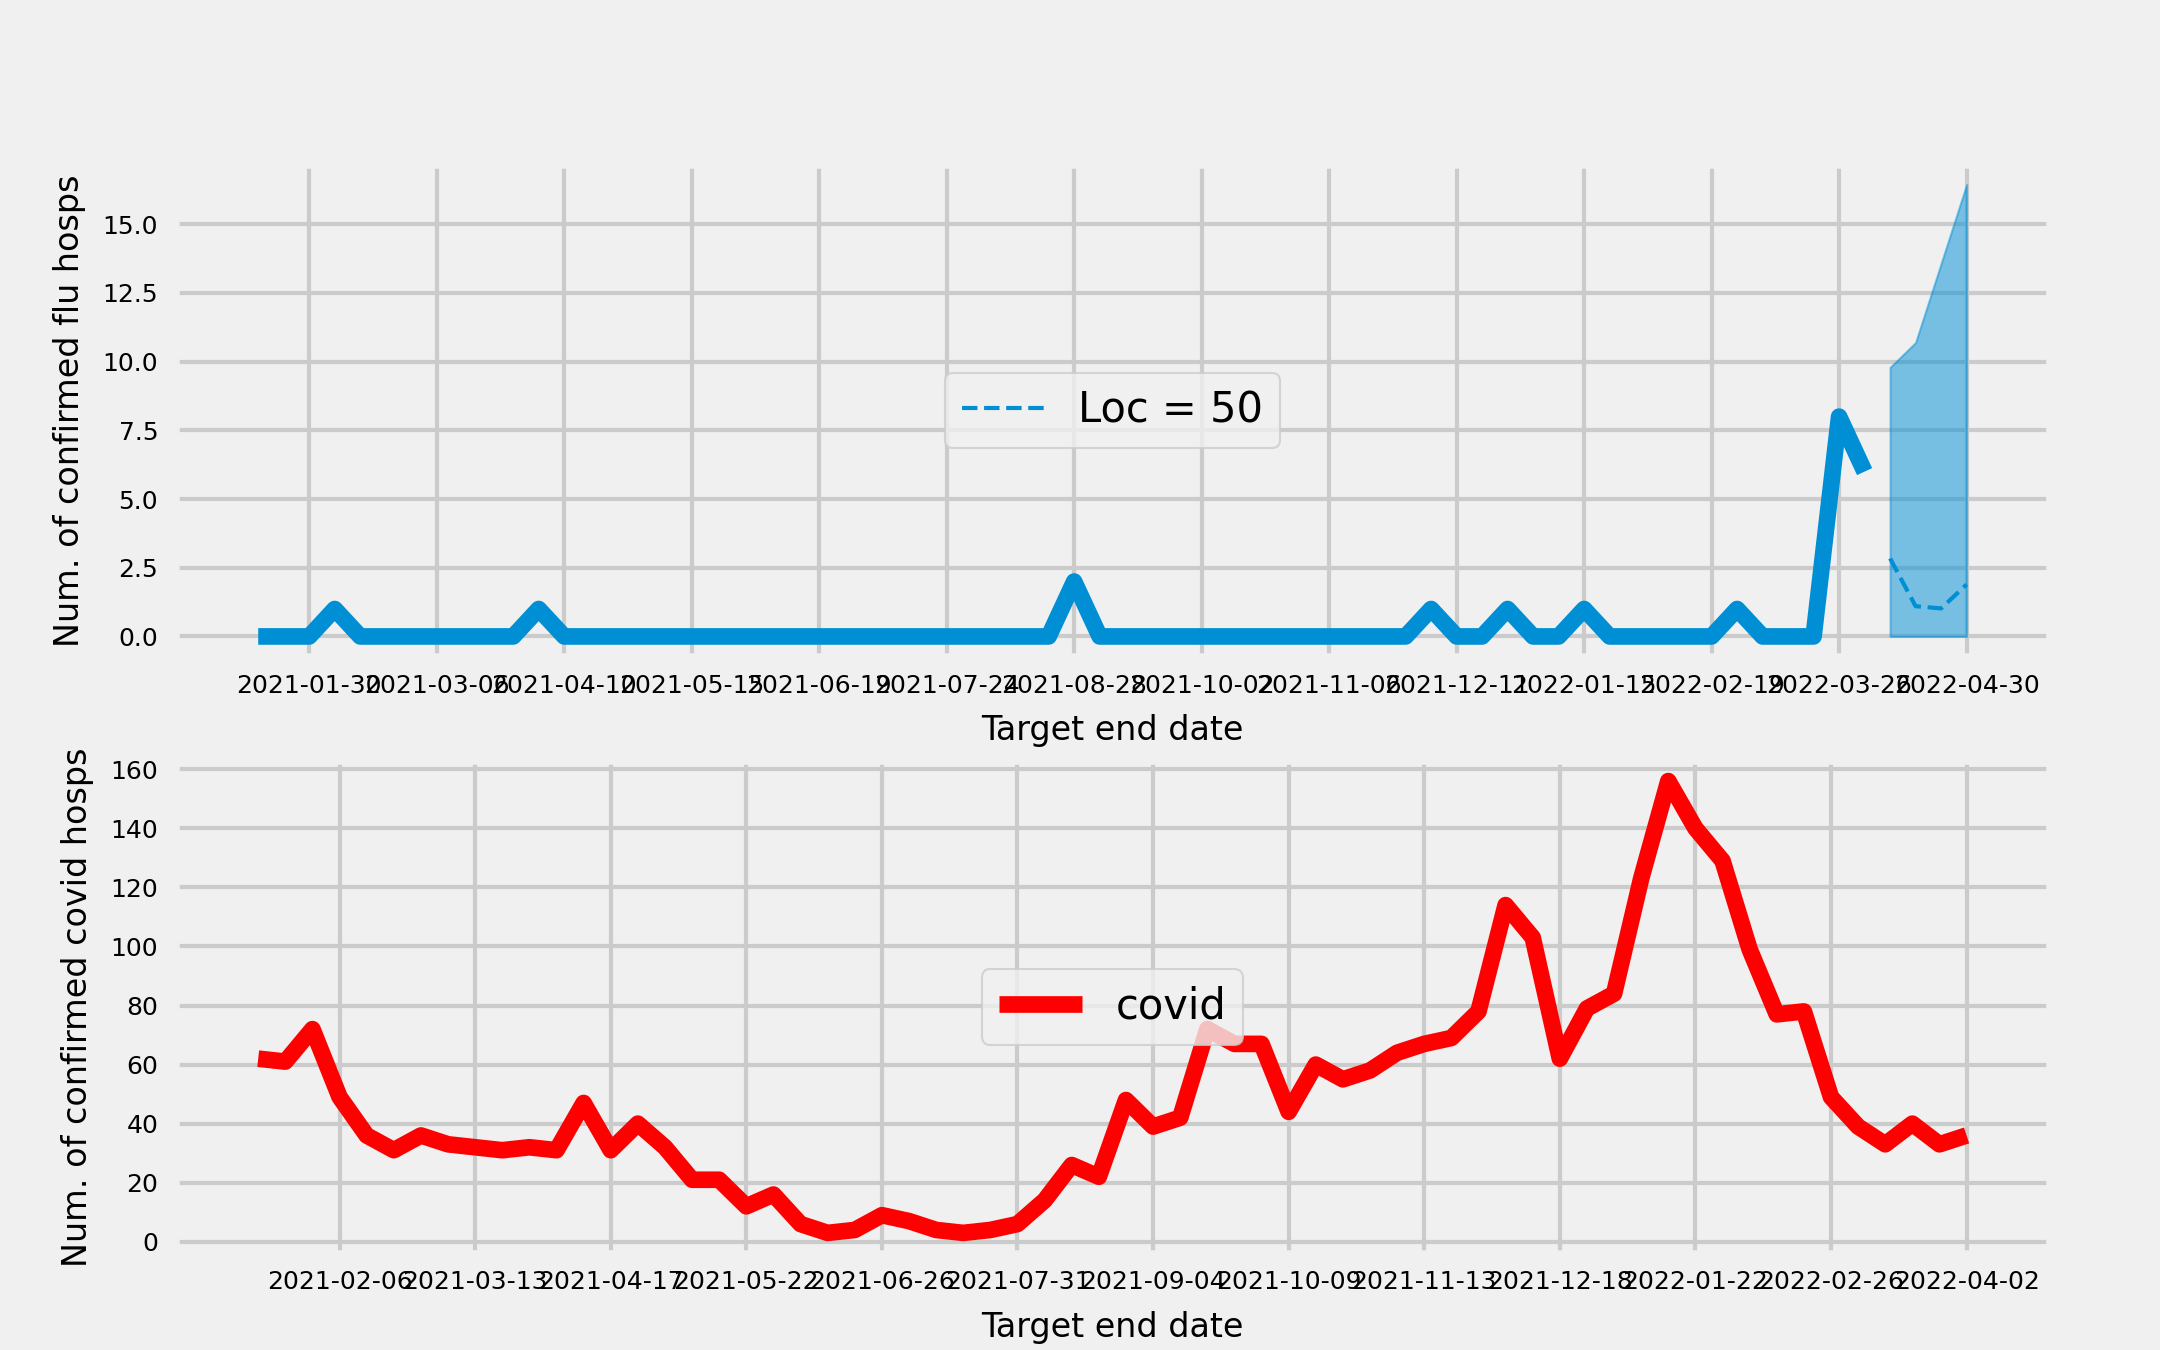 Num. of confirmed flu hosps
15.0
12.5
10.0
7.5
5.0
2.5
0.0
Loc = 50
2021-01-30 2021-03-06 2021-04-10 2021-05-15 2021-06-19 2021-07-24 2021-08-28 2021-10-02 2021-11-06 2021-12-11 2022-01-15 2022-02-19 2022-03-26 2022-04-30
Target end date
Num. of confirmed covid hosps
160
140
120
100
80
60
40
20
0
covid
2021-02-06 2021-03-13 2021-04-17 2021-05-22 2021-06-26 2021-07-31 2021-09-04 2021-10-09 2021-11-13 2021-12-18 2022-01-22 2022-02-26 2022-04-02
Target end date